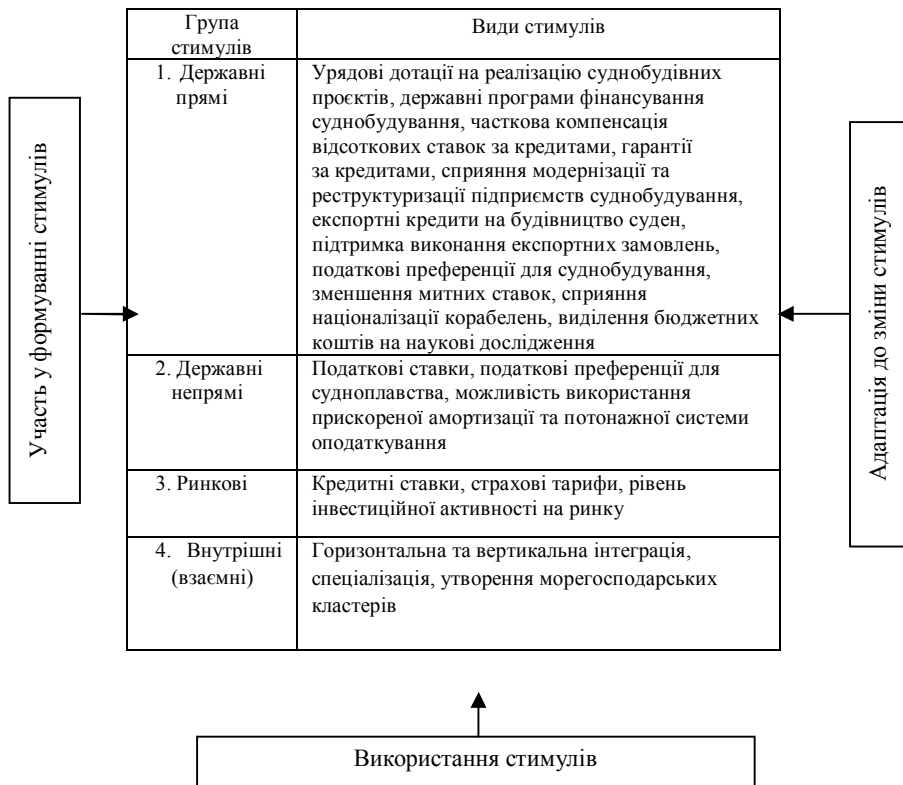 Група
стимулів
Види стимулів
1. Державні
прямі
Урядові дотації на реалізацію суднобудівних
проєктів, державні програми фінансування
суднобудування, часткова компенсація
відсоткових ставок за кредитами, гарантії
за кредитами, сприяння модернізації та
реструктуризації підприємств суднобудування,
експортні кредити на будівництво суден,
підтримка виконання експортних замовлень,
податкові преференції для суднобудування,
зменшення митних ставок, сприяння
націоналізації корабелень, виділення бюджетних
коштів на наукові дослідження
2. Державні
непрямі
Податкові ставки, податкові преференції для
судноплавства, можливість використання
прискореної амортизації та потонажної системи
оподаткування
3. Ринкові
Кредитні ставки, страхові тарифи, рівень
інвестиційної активності на ринку
4. Внутрішні
(взаємні)
Горизонтальна та вертикальна інтеграція,
спеціалізація, утворення морегосподарських
кластерів
Участь у формуванні стимулів
Адаптація до зміни стимулів
Використання стимулів